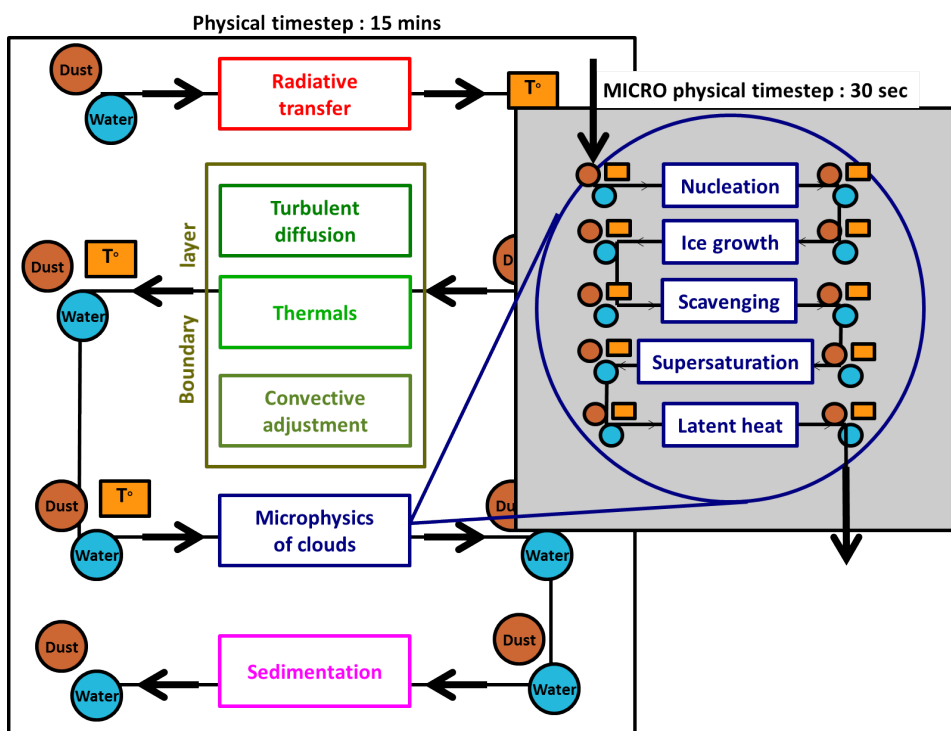 Physical timestep : 15 mins
Dust
Water
Radiative
transfer
T°
MICRO physical timestep : 30 sec
Nucleation
Ice growth
Scavenging
Supersaturation
Latent heat
Boundary layer
Turbulent
diffusion
Thermals
Convective
adjustment
Dust
T°
Water
Du
Dust
T°
Water
Microphysics
of clouds
Du
Water
Dust
Water
Sedimentation
Dust
Water